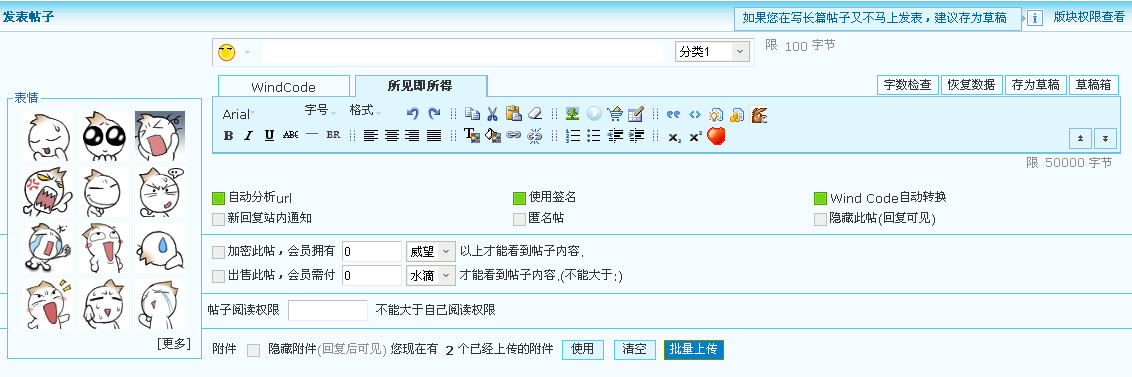 发表帖子
如果您在写长篇帖子又不马上发表，建议存为草稿
版块权限查看
分类1
限 100 字节
WindCode
所见即所得
字数检查
恢复数据
存为草稿
草稿箱
表情
Arial
字号
格式
B I U ABC — BR
限 50000 字节
自动分析url
使用签名
Wind Code自动转换
新回复站内通知
匿名帖
隐藏此帖(回复可见)
加密此帖，会员拥有 0 威望 以上才能看到帖子内容.
出售此帖，会员需付 0 水滴 才能看到帖子内容.(不能大于:)
帖子阅读权限 不能大于自己阅读权限
[更多]
附件 隐藏附件(回复后可见) 您现在有 2 个已经上传的附件 使用 清空 批量上传